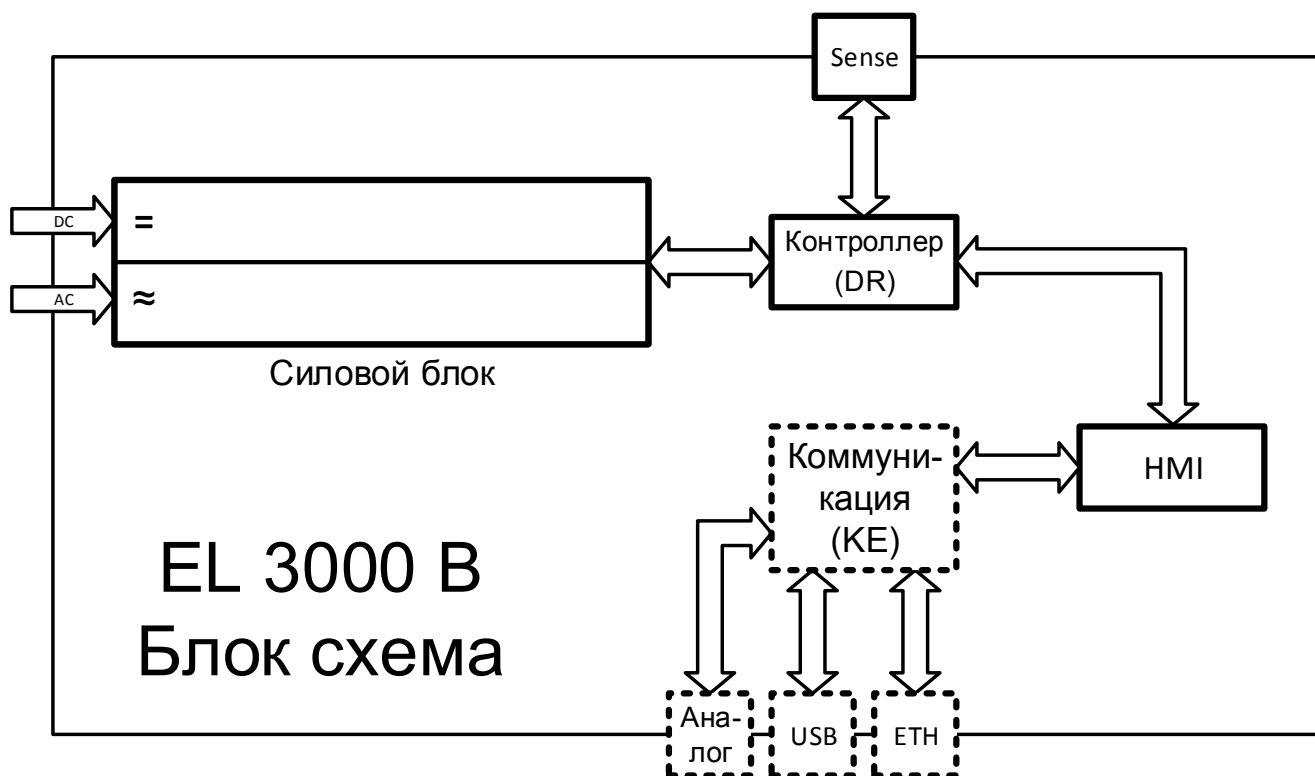 Sense
DC
=
Контроллер
(DR)
AC
≈
Силовой блок
Коммуни-
кация
(KE)
HMI
EL 3000 B
Блок схема
Ана-
лог
USB
ETH